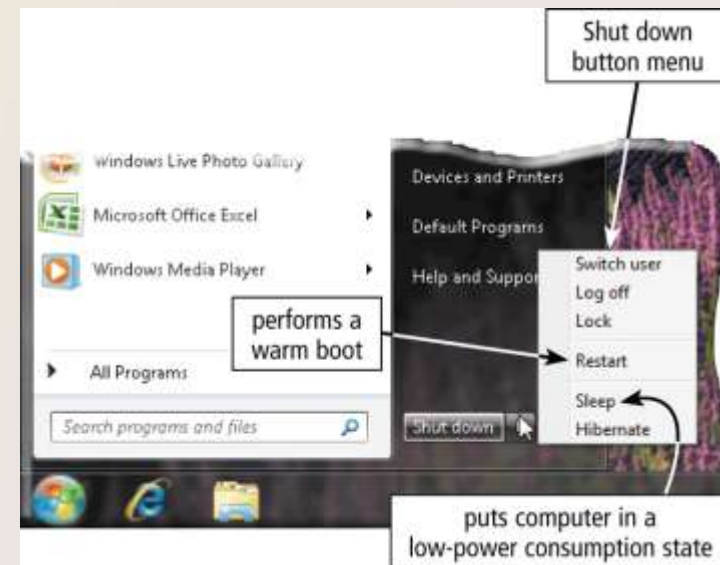 Shut down
button menu
Windows Live Photo Gallery
Microsoft Office Excel
Windows Media Player
All Programs
Search programs and files
Devices and Printers
Default Programs
Help and Suppor
performs a
warm boot
Shut down
Switch user
Log off
Lock
Restart
Sleep
Hibernate
puts computer in a
low-power consumption state